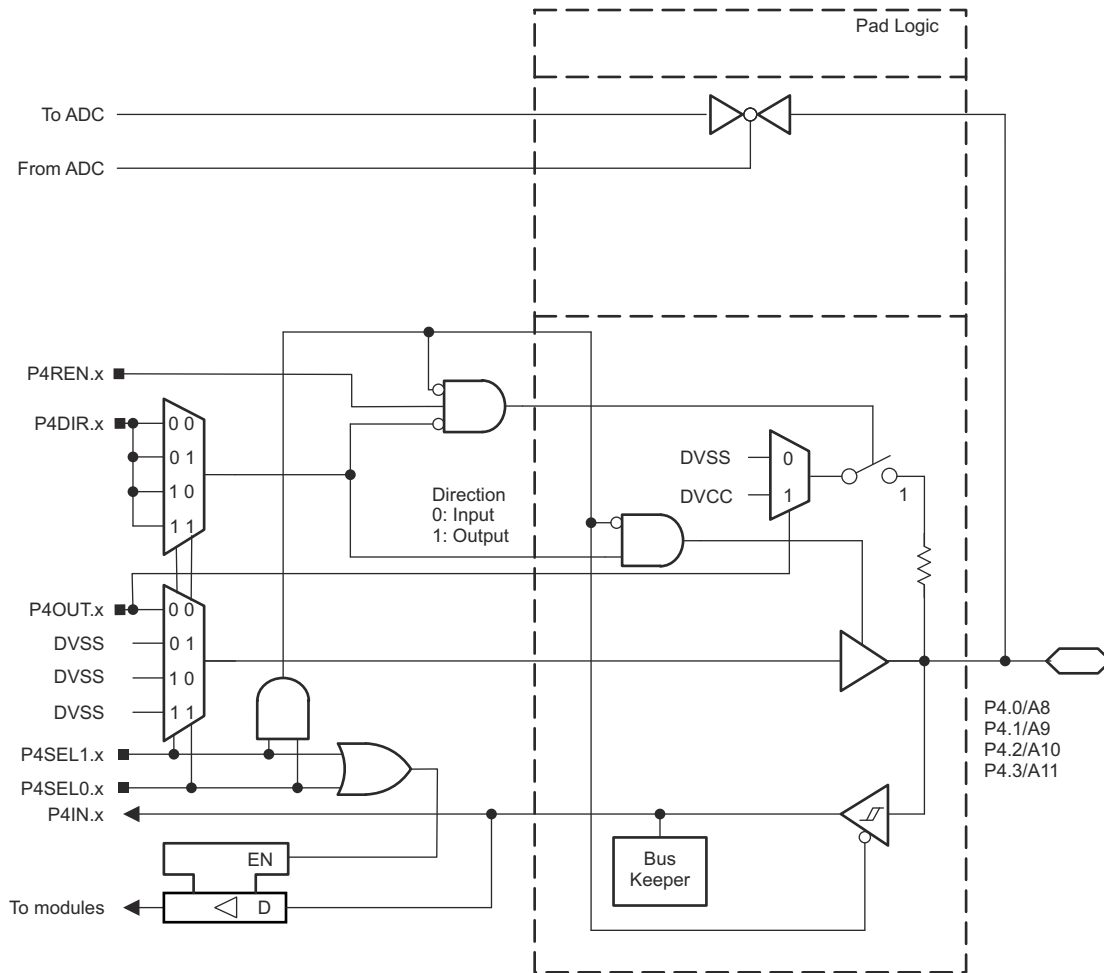 Pad Logic
To ADC
From ADC
P4REN.x
P4DIR.x
0 0
0 1
1 0
1 1
Direction
0: Input
1: Output
DVSS
0
DVCC
1
1
P4OUT.x
0 0
DVSS
0 1
DVSS
1 0
DVSS
1 1
P4.0/A8
P4.1/A9
P4.2/A10
P4.3/A11
P4SEL1.x
P4SEL0.x
P4IN.x
Bus
Keeper
EN
To modules
D